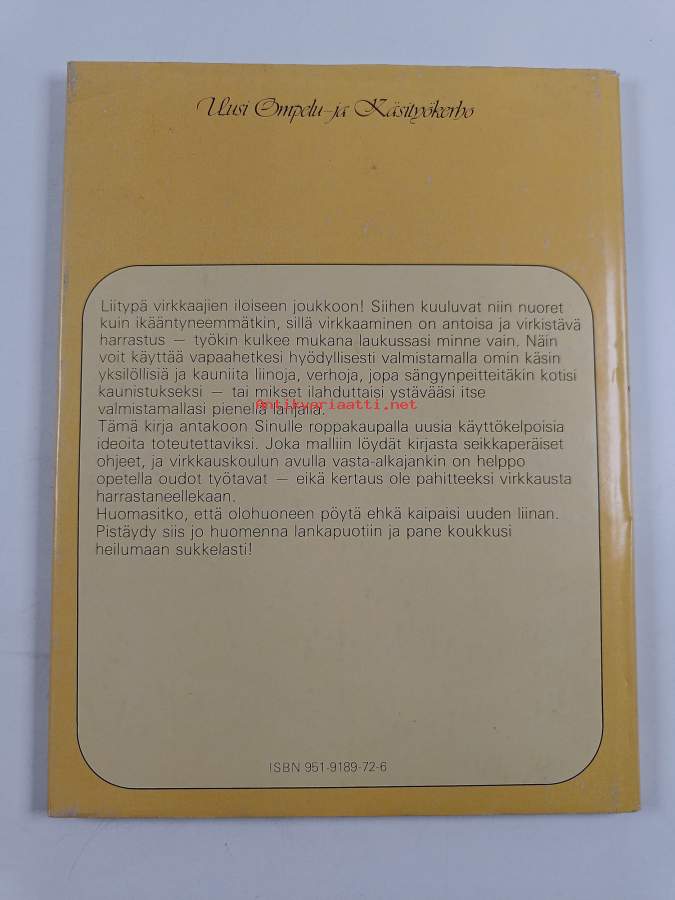 Uusi Ompelu-ja Käsityökerho
Liitypä virkkaajien iloiseen joukkoon! Siihen kuuluvat niin nuoret
kuin ikääntyneemmätkin, sillä virkkaaminen on antoisa ja virkistävä
harrastus — työkin kulkee mukana laukussasi minne vain. Näin
voit käyttää vapaahetkesi hyödyllisesti valmistamalla omin käsin
yksilöllisiä ja kauniita liinoja, verhoja, jopa sängynpeitteitäkin kotisi
kaunistukseksi — tai mikset ilahduttaisi ystävääsi itse
valmistamallasi pienellä lahjalla.
antikvariaatti.net
Tämä kirja antakoon Sinulle roppakaupalla uusia käyttökelpoisia
ideoita toteutettaviksi. Joka malliin löydät kirjasta seikkaperäiset
ohjeet, ja virkkauskoulun avulla vasta-alkajankin on helppo
opetella oudot työtavat — eikä kertaus ole pahitteeksi virkkausta
harrastaneellekaan.
Huomasitko, että olohuoneen pöytä ehkä kaipaisi uuden liinan.
Pistäydy siis jo huomenna lankapuotiin ja pane koukkusi
heilumaan sukkelasti!
ISBN 951-9189-72-6